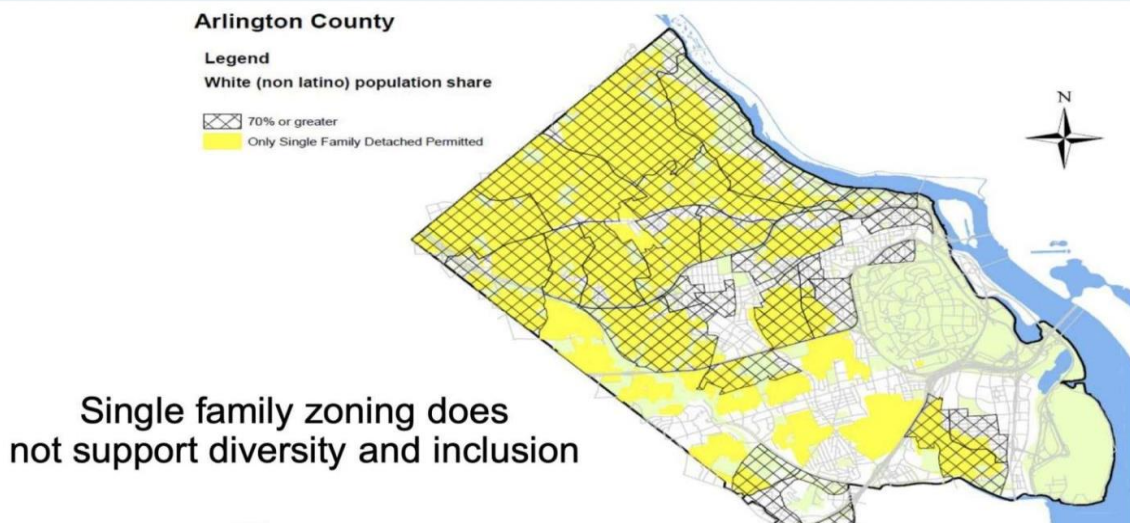 Arlington County
Legend
White (non latino) population share
70% or greater
Only Single Family Detached Permitted
N
Single family zoning does
not support diversity and inclusion